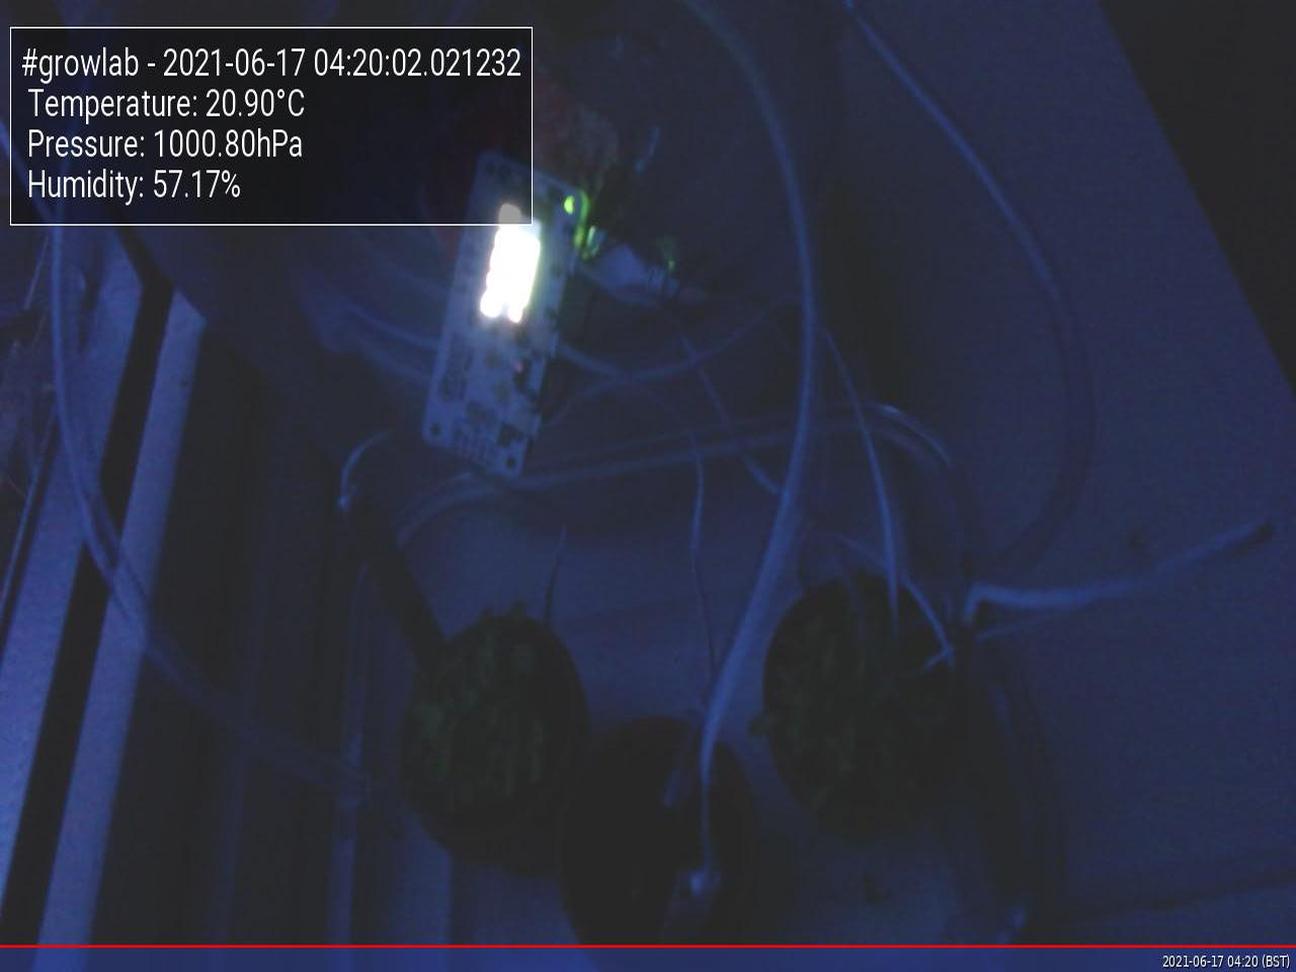 #growlab - 2021-06-17 04:20:02.021232
Temperature: 20.90°C
Pressure: 1000.80hPa
Humidity: 57.17%
2021-06-17 04:20 (BST)